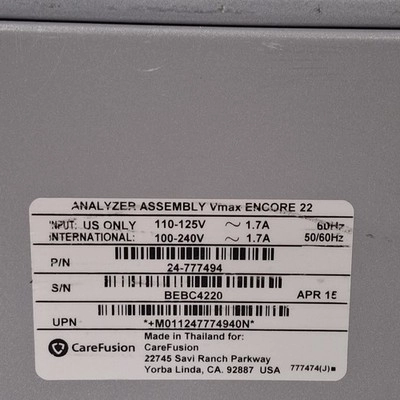 ANALYZER ASSEMBLY Vmax ENCORE 22
INPUT: US ONLY 110-125V ~ 1.7A 60Hz
INTERNATIONAL: 100-240V ~ 1.7A 50/60Hz
P/N 24-777494
S/N BEBC4220 APR 15
UPN *+M011247774940N*
CareFusion
Made in Thailand for:
CareFusion
22745 Savi Ranch Parkway
Yorba Linda, CA. 92887 USA 777474(J)